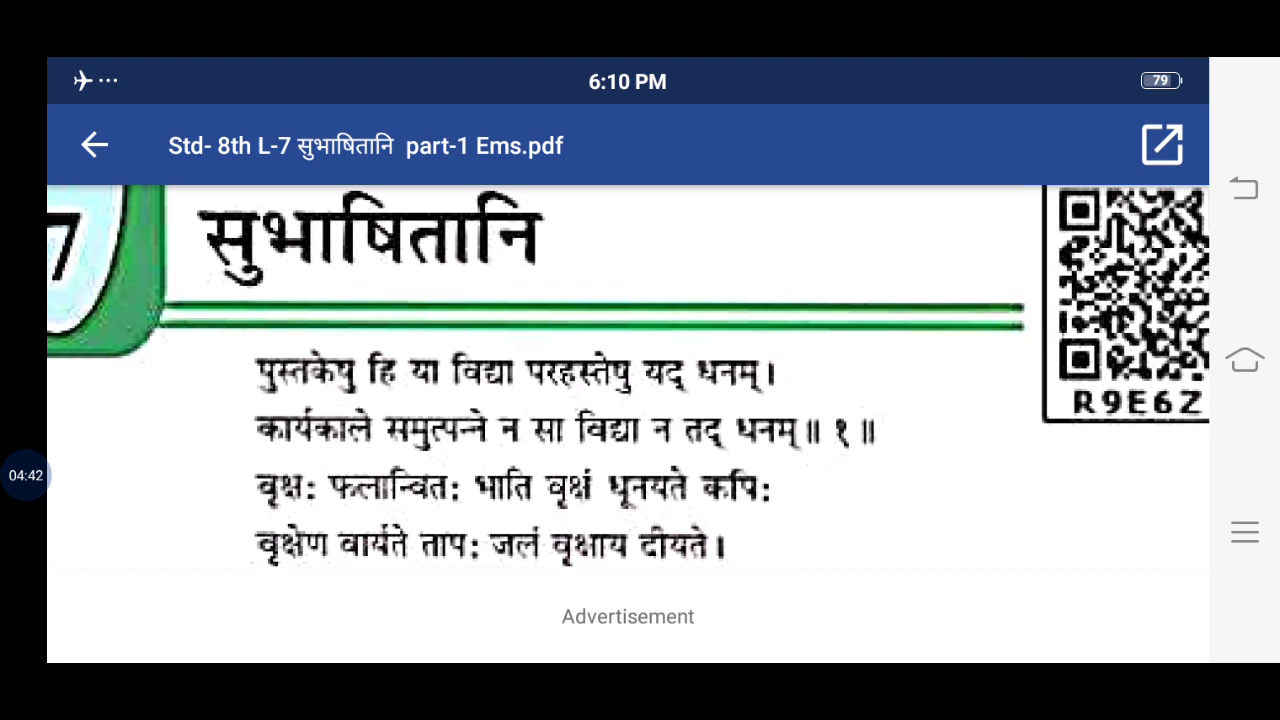 6:10 PM
79
Std- 8th L-7 सुभाषितानि part-1 Ems.pdf
7
सुभाषितानि
R9E6Z
पुस्तकेषु हि या विद्या परहस्तेषु यद् धनम्।
कार्यकाले समुत्पन्ने न सा विद्या न तद् धनम्॥ १॥
वृक्षः फलान्वितः भाति वृक्षं धूनयते कपिः
वृक्षेण वार्यते तापः जलं वृक्षाय दीयते।
04:42
Advertisement